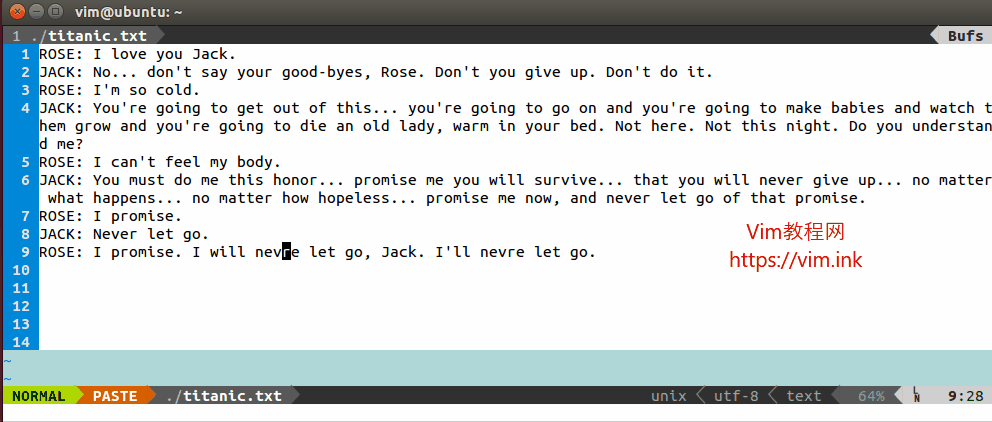 vim@ubuntu: ~
1 ./titanic.txt Bufs
1 ROSE: I love you Jack.
2 JACK: No... don't say your good-byes, Rose. Don't you give up. Don't do it.
3 ROSE: I'm so cold.
4 JACK: You're going to get out of this... you're going to go on and you're going to make babies and watch t
hem grow and you're going to die an old lady, warm in your bed. Not here. Not this night. Do you understan
d me?
5 ROSE: I can't feel my body.
6 JACK: You must do me this honor... promise me you will survive... that you will never give up... no matter
what happens... no matter how hopeless... promise me now, and never let go of that promise.
7 ROSE: I promise.
8 JACK: Never let go.
9 ROSE: I promise. I will nevre let go, Jack. I'll nevre let go.
10
11
12
13
14
Vim教程网
https://vim.ink
~
~
NORMAL PASTE ./titanic.txt unix utf-8 text 64% LN 9:28